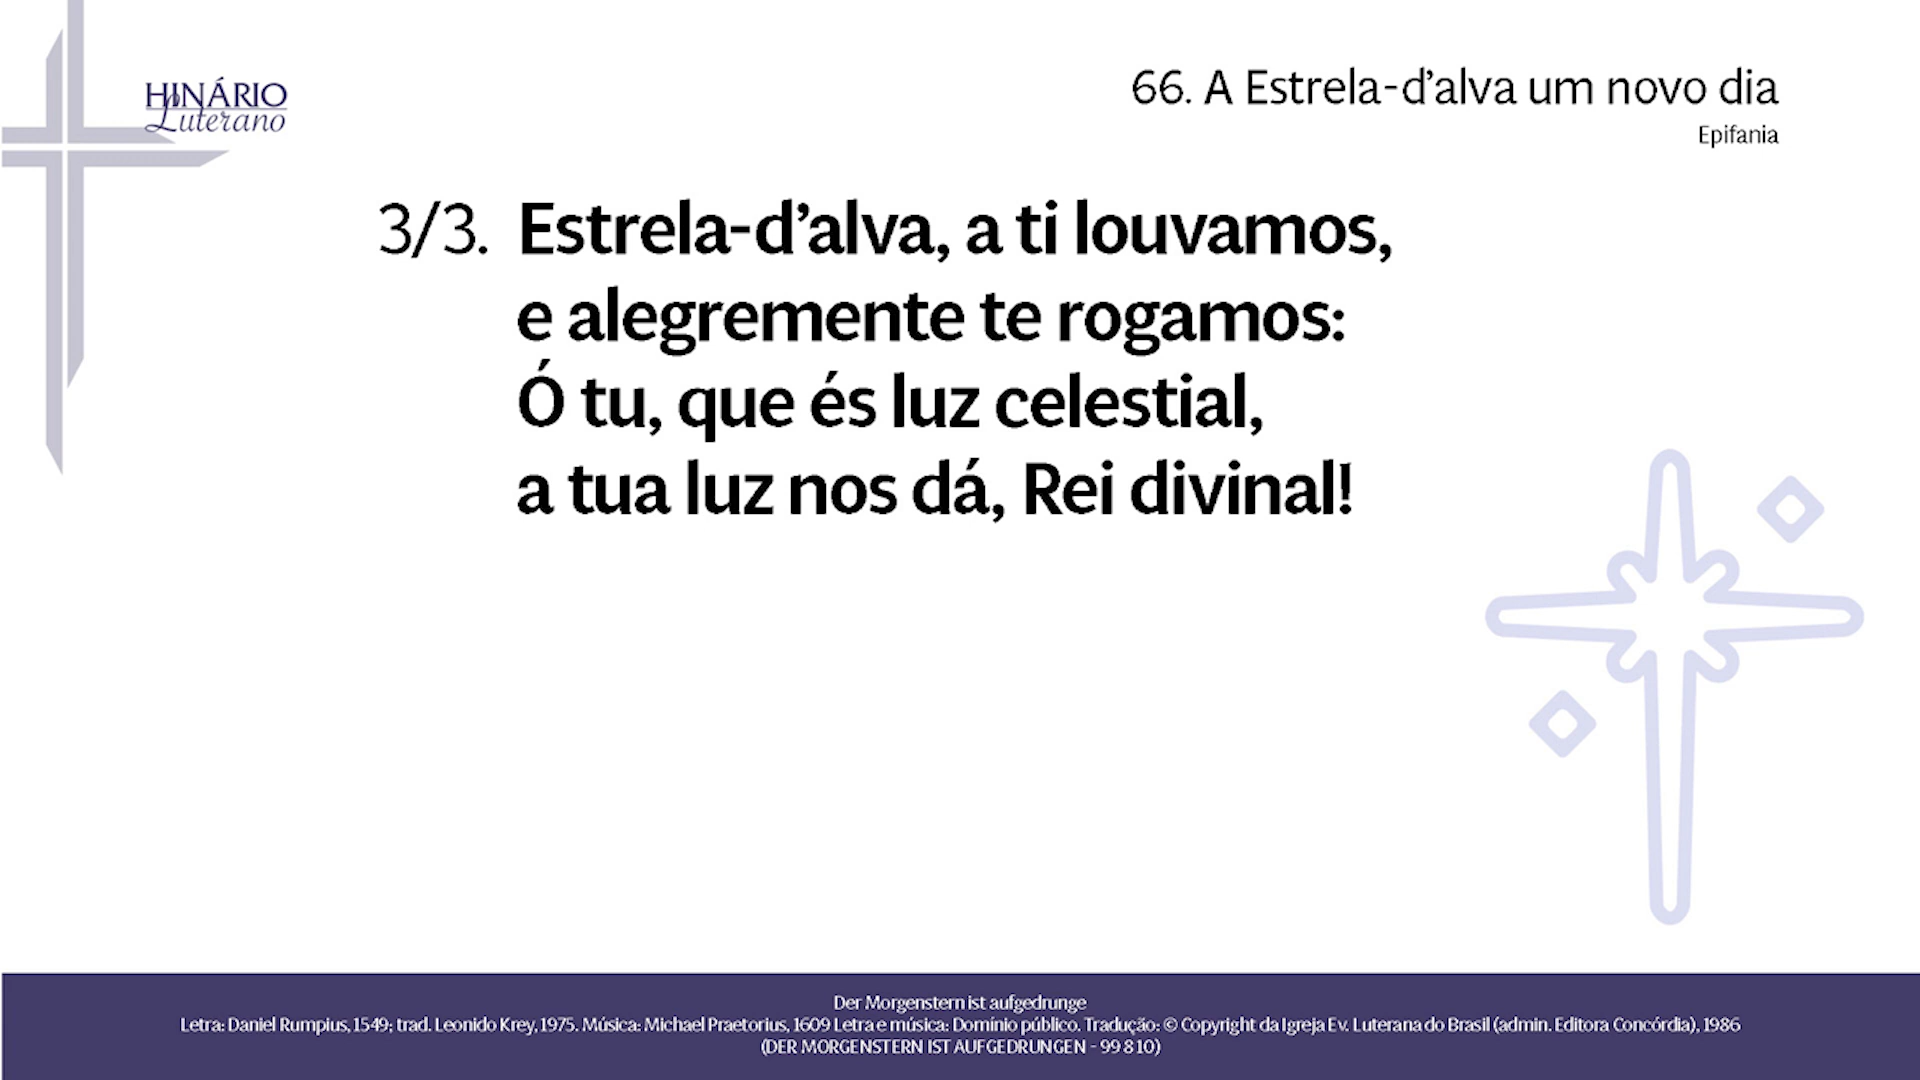 HINÁRIO
Luterano
66. A Estrela-d’alva um novo dia
Epifania
3/3. Estrela-d’alva, a ti louvamos,
e alegremente te rogamos:
Ó tu, que és luz celestial,
a tua luz nos dá, Rei divinal!
Der Morgenstern ist aufgedrunge
Letra: Daniel Rumpius, 1549; trad. Leonido Krey, 1975. Música: Michael Praetorius, 1609 Letra e música: Domínio público. Tradução: © Copyright da Igreja Ev. Luterana do Brasil (admin. Editora Concórdia), 1986
(DER MORGENSTERN IST AUFGEDRUNGEN - 99 8 10)